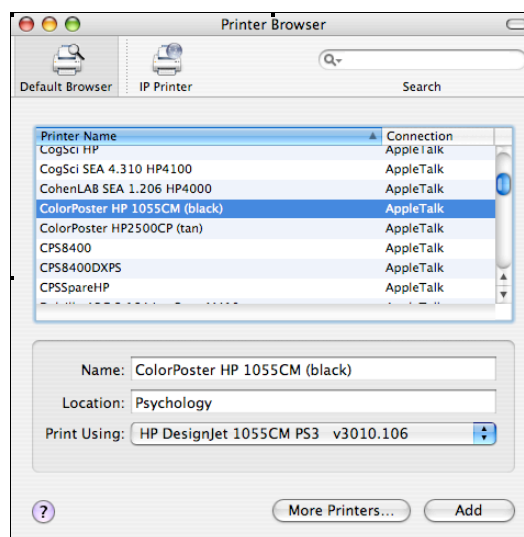 Printer Browser
Default Browser
IP Printer
Search
Printer Name Connection
CogSci HP AppleTalk
CogSci SEA 4.310 HP4100 AppleTalk
CohenLAB SEA 1.206 HP4000 AppleTalk
ColorPoster HP 1055CM (black) AppleTalk
ColorPoster HP2500CP (tan) AppleTalk
CPS8400 AppleTalk
CPS8400DXPS AppleTalk
CPSSpareHP AppleTalk
Name: ColorPoster HP 1055CM (black)
Location: Psychology
Print Using: HP DesignJet 1055CM PS3 v3010.106
? More Printers... Add